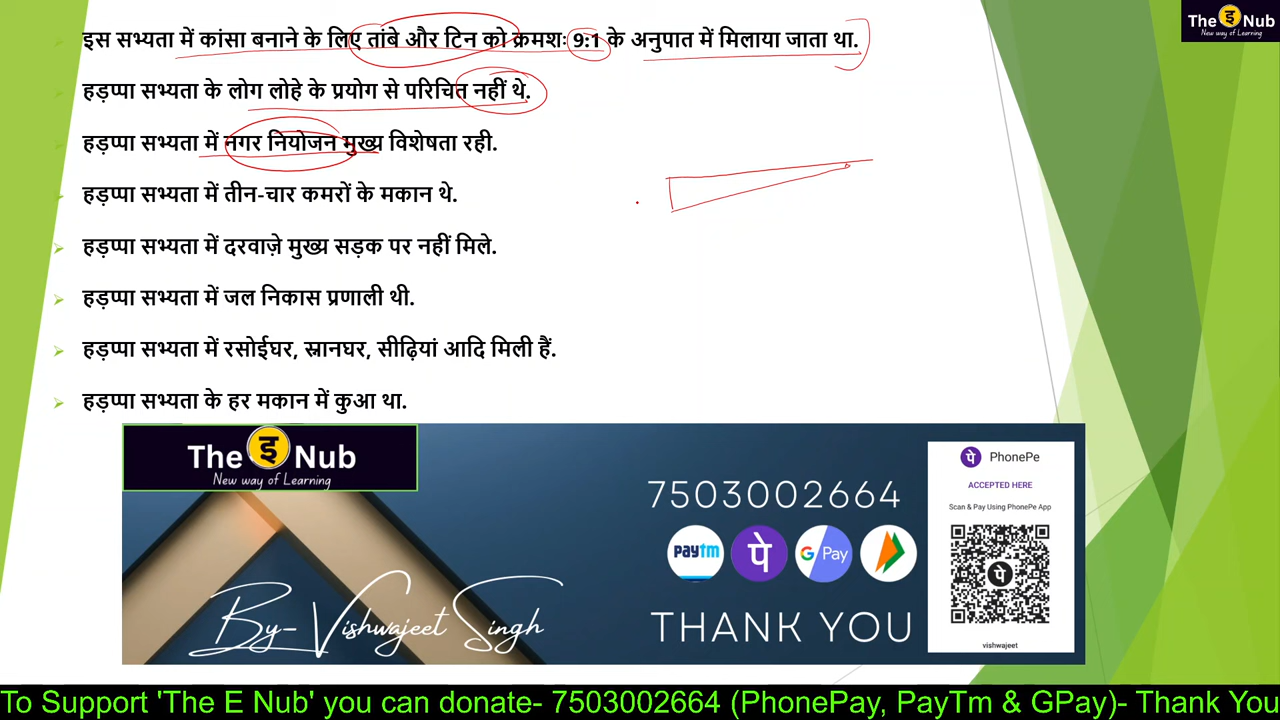 The इ Nub
New way of Learning
इस सभ्यता में कांसा बनाने के लिए तांबे और टिन को क्रमशः 9:1 के अनुपात में मिलाया जाता था.
हड़प्पा सभ्यता के लोग लोहे के प्रयोग से परिचित नहीं थे.
हड़प्पा सभ्यता में नगर नियोजन मुख्य विशेषता रही.
हड़प्पा सभ्यता में तीन-चार कमरों के मकान थे.
हड़प्पा सभ्यता में दरवाज़े मुख्य सड़क पर नहीं मिले.
हड़प्पा सभ्यता में जल निकास प्रणाली थी.
हड़प्पा सभ्यता में रसोईघर, स्नानघर, सीढ़ियां आदि मिली हैं.
हड़प्पा सभ्यता के हर मकान में कुआ था.
The इ Nub
New way of Learning
By- Vishwajeet Singh
7503002664
Paytm पे G Pay
THANK YOU
पे PhonePe
ACCEPTED HERE
Scan & Pay Using PhonePe App
पे
vishwajeet
To Support 'The E Nub' you can donate- 7503002664 (PhonePay, PayTm & GPay)- Thank You